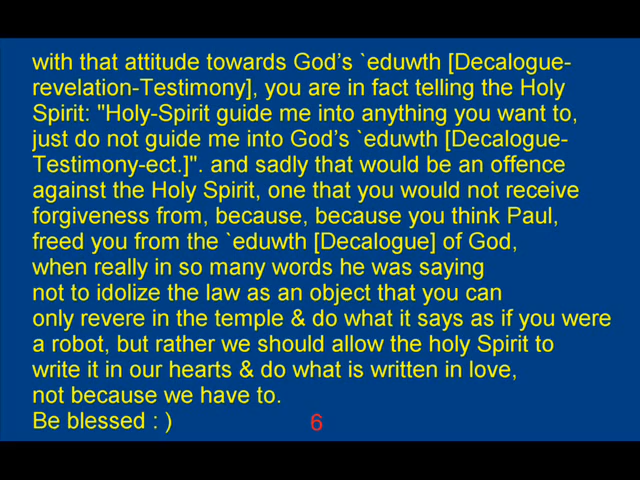 with that attitude towards God's `eduwth [Decalogue-
revelation-Testimony], you are in fact telling the Holy
Spirit: "Holy-Spirit guide me into anything you want to,
just do not guide me into God's `eduwth [Decalogue-
Testimony-ect.]". and sadly that would be an offence
against the Holy Spirit, one that you would not receive
forgiveness from, because, because you think Paul,
freed you from the `eduwth [Decalogue] of God,
when really in so many words he was saying
not to idolize the law as an object that you can
only revere in the temple & do what it says as if you were
a robot, but rather we should allow the holy Spirit to
write it in our hearts & do what is written in love,
not because we have to.
Be blessed : )
6